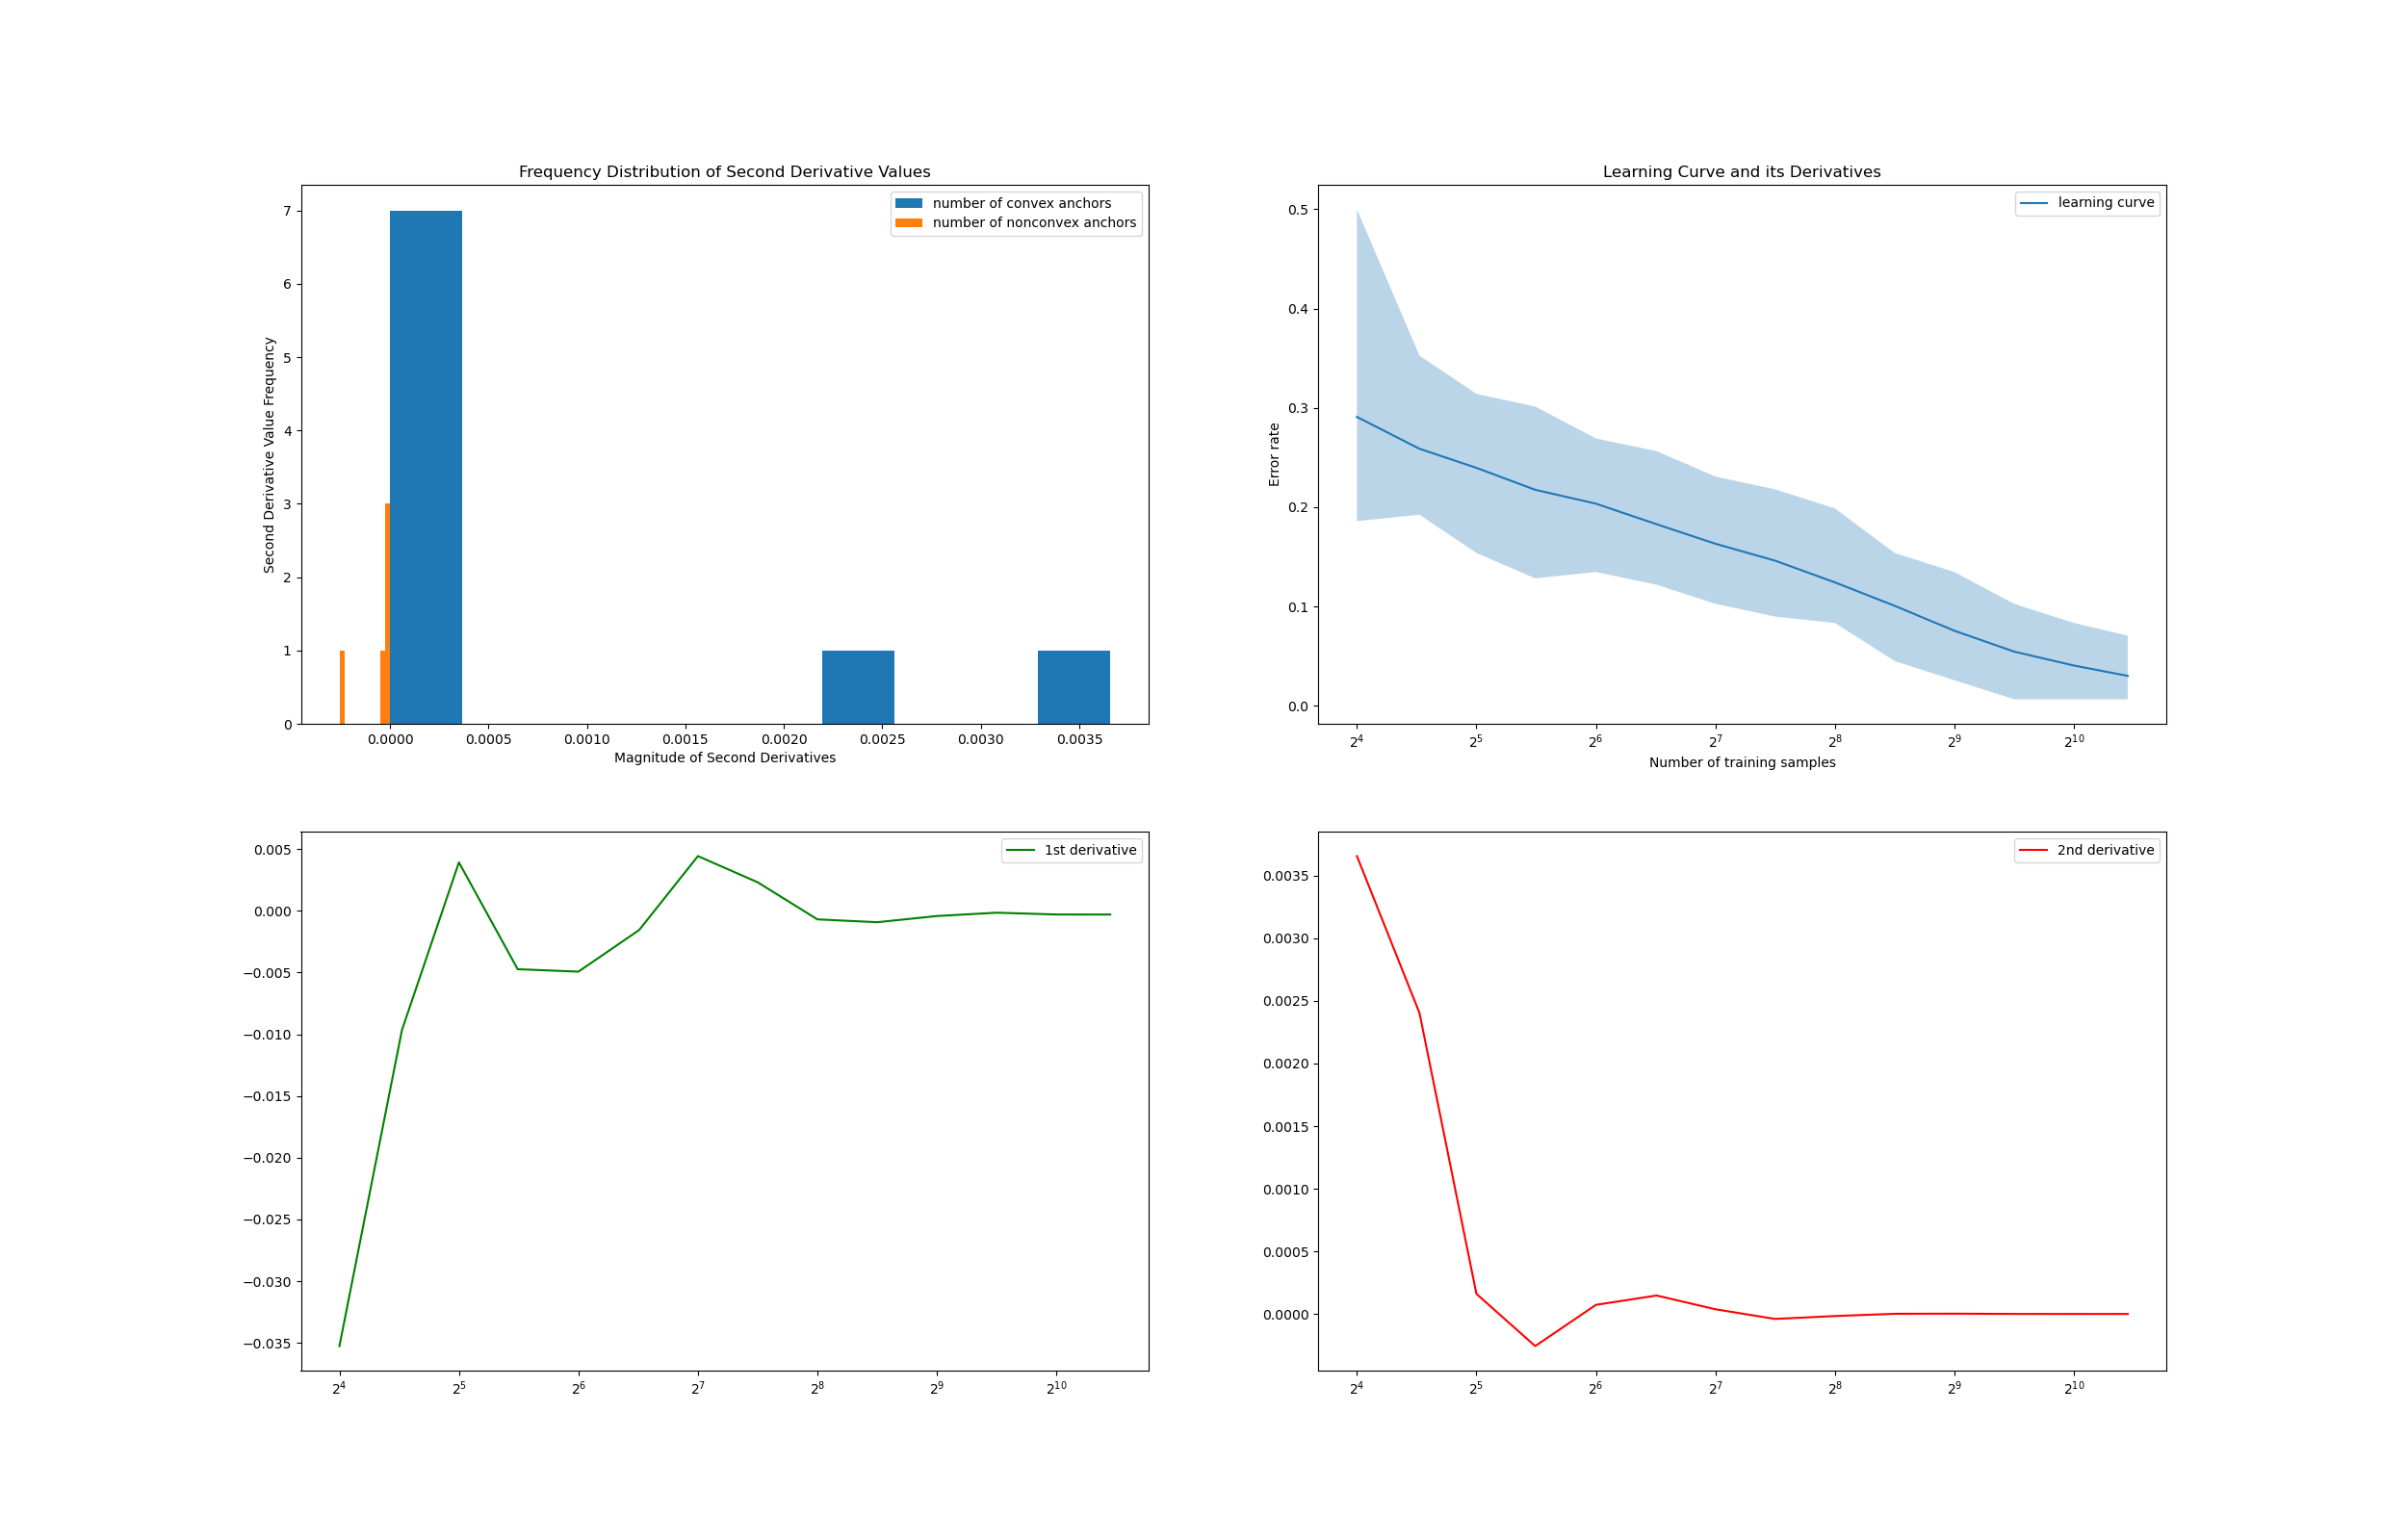 Frequency Distribution of Second Derivative Values
number of convex anchors
number of nonconvex anchors
Second Derivative Value Frequency
7
6
5
4
3
2
1
0
0.0000 0.0005 0.0010 0.0015 0.0020 0.0025 0.0030 0.0035
Magnitude of Second Derivatives
Learning Curve and its Derivatives
learning curve
Error rate
0.5
0.4
0.3
0.2
0.1
0.0
2⁴ 2⁵ 2⁶ 2⁷ 2⁸ 2⁹ 2¹⁰
Number of training samples
1st derivative
0.005
0.000
−0.005
−0.010
−0.015
−0.020
−0.025
−0.030
−0.035
2⁴ 2⁵ 2⁶ 2⁷ 2⁸ 2⁹ 2¹⁰
2nd derivative
0.0035
0.0030
0.0025
0.0020
0.0015
0.0010
0.0005
0.0000
2⁴ 2⁵ 2⁶ 2⁷ 2⁸ 2⁹ 2¹⁰